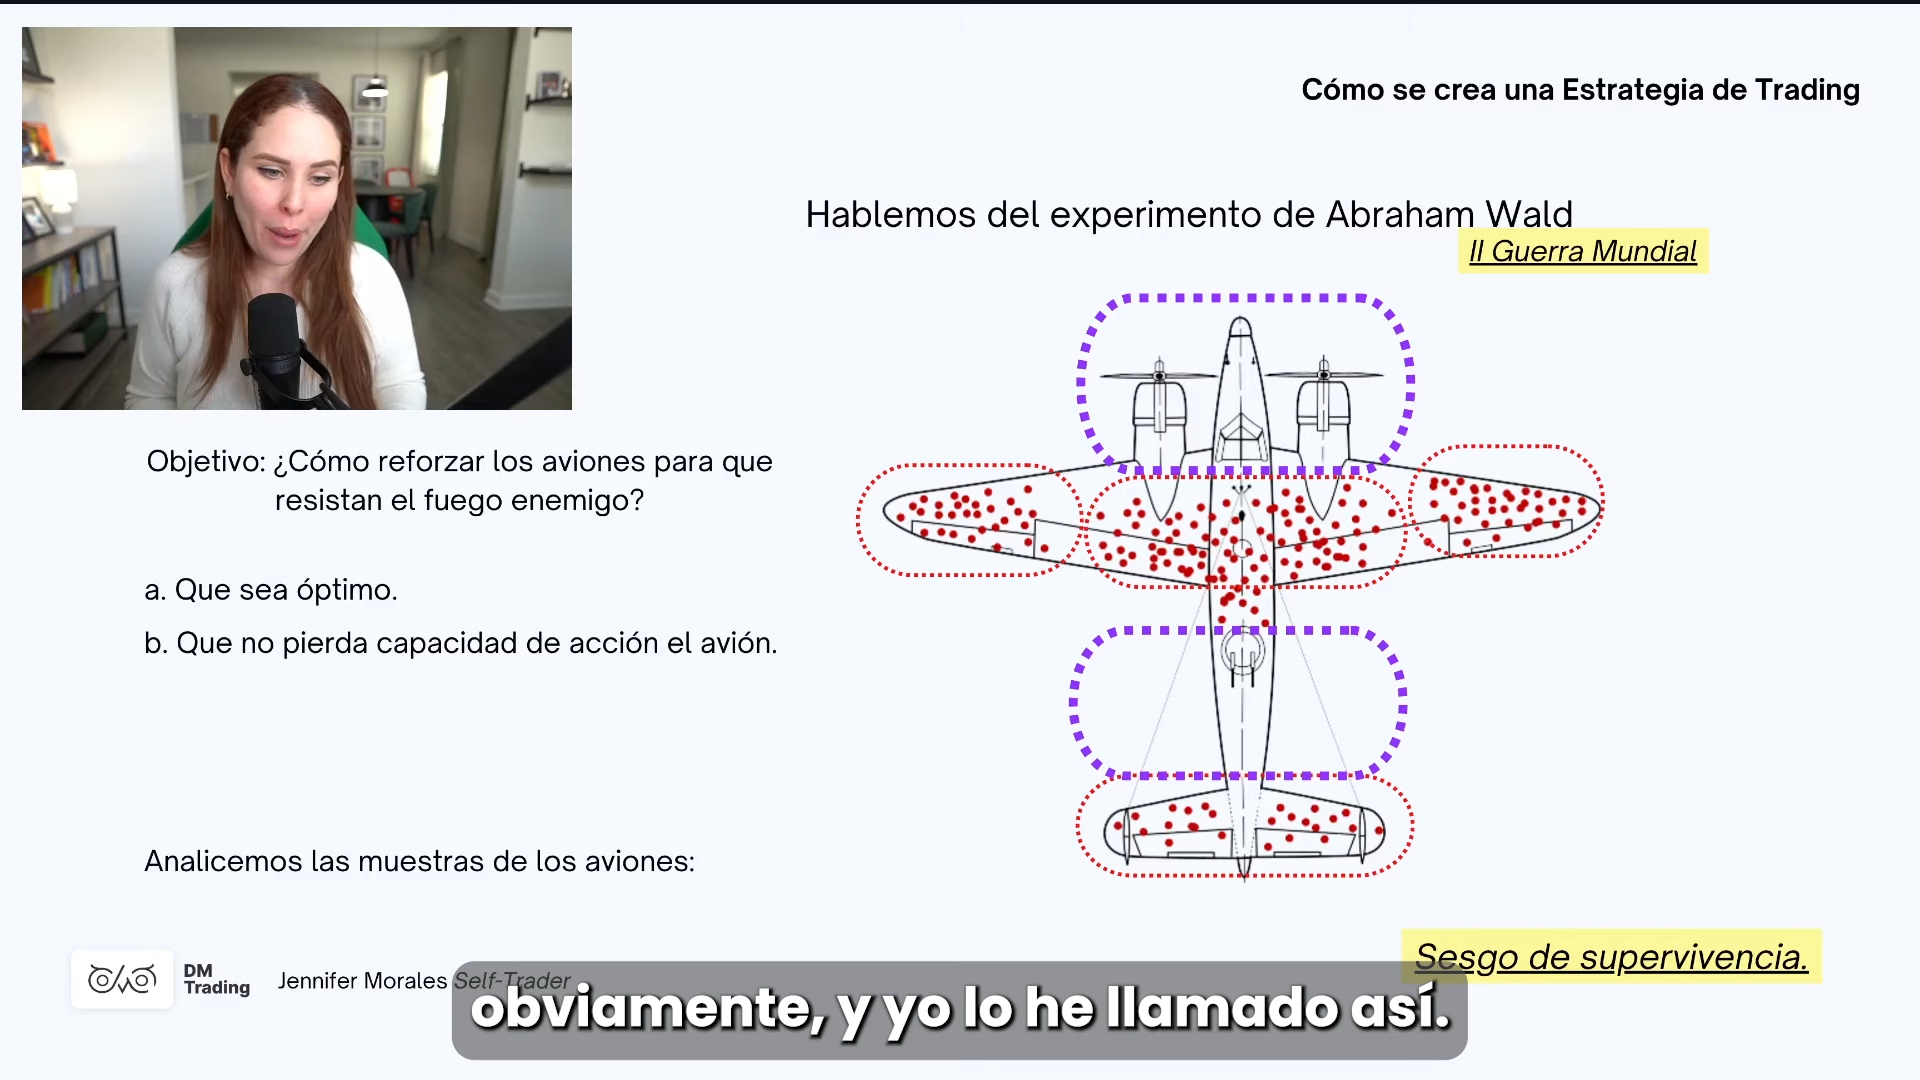 Cómo se crea una Estrategia de Trading
Hablemos del experimento de Abraham Wald
II Guerra Mundial
Objetivo: ¿Cómo reforzar los aviones para que
resistan el fuego enemigo?
a. Que sea óptimo.
b. Que no pierda capacidad de acción el avión.
Analicemos las muestras de los aviones:
Sesgo de supervivencia.
DM
Trading
Jennifer Morales Self-Trader
obviamente, y yo lo he llamado así.